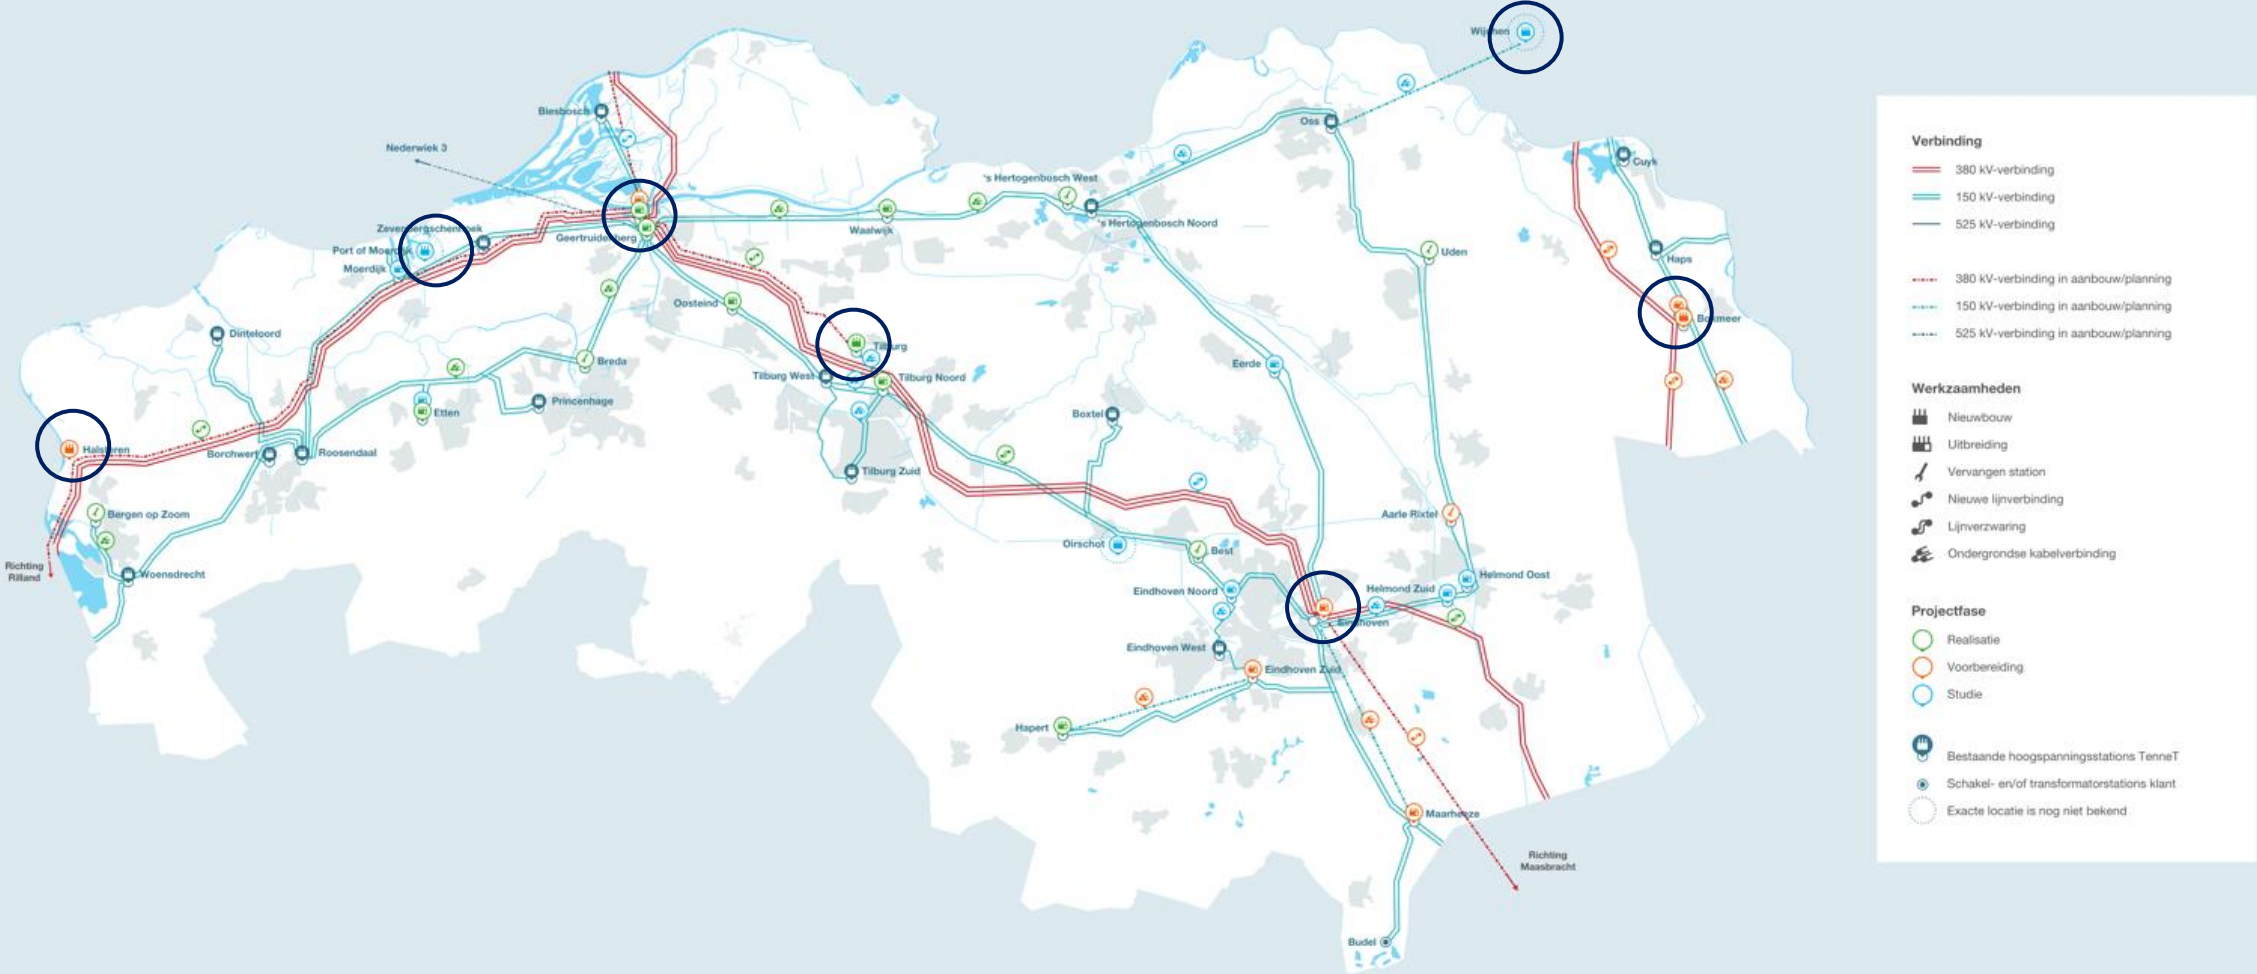 Wijchen
Biesbosch
Oss
Nederwiek 3
Cuyk
's Hertogenbosch West
Zevenbergschenhoek
's Hertogenbosch Noord
Waalwijk
Geertruidenberg
Port of Moerdijk
Uden
Haps
Moerdijk
Oosteind
Boxmeer
Dinteloord
Tilburg
Breda
Eerde
Tilburg West
Tilburg Noord
Princenhage
Etten
Boxtel
Halsteren
Borchwerf
Roosendaal
Tilburg Zuid
Bergen op Zoom
Aarle Rixtel
Oirschot
Best
Richting
Rilland
Woensdrecht
Helmond Oost
Eindhoven Noord
Helmond Zuid
Eindhoven
Eindhoven West
Eindhoven Zuid
Hapert
Maarheeze
Richting
Maasbracht
Budel
Verbinding
380 kV-verbinding
150 kV-verbinding
525 kV-verbinding
380 kV-verbinding in aanbouw/planning
150 kV-verbinding in aanbouw/planning
525 kV-verbinding in aanbouw/planning
Werkzaamheden
Nieuwbouw
Uitbreiding
Vervangen station
Nieuwe lijnverbinding
Lijnverzwaring
Ondergrondse kabelverbinding
Projectfase
Realisatie
Voorbereiding
Studie
Bestaande hoogspanningsstations TenneT
Schakel- en/of transformatorstations klant
Exacte locatie is nog niet bekend